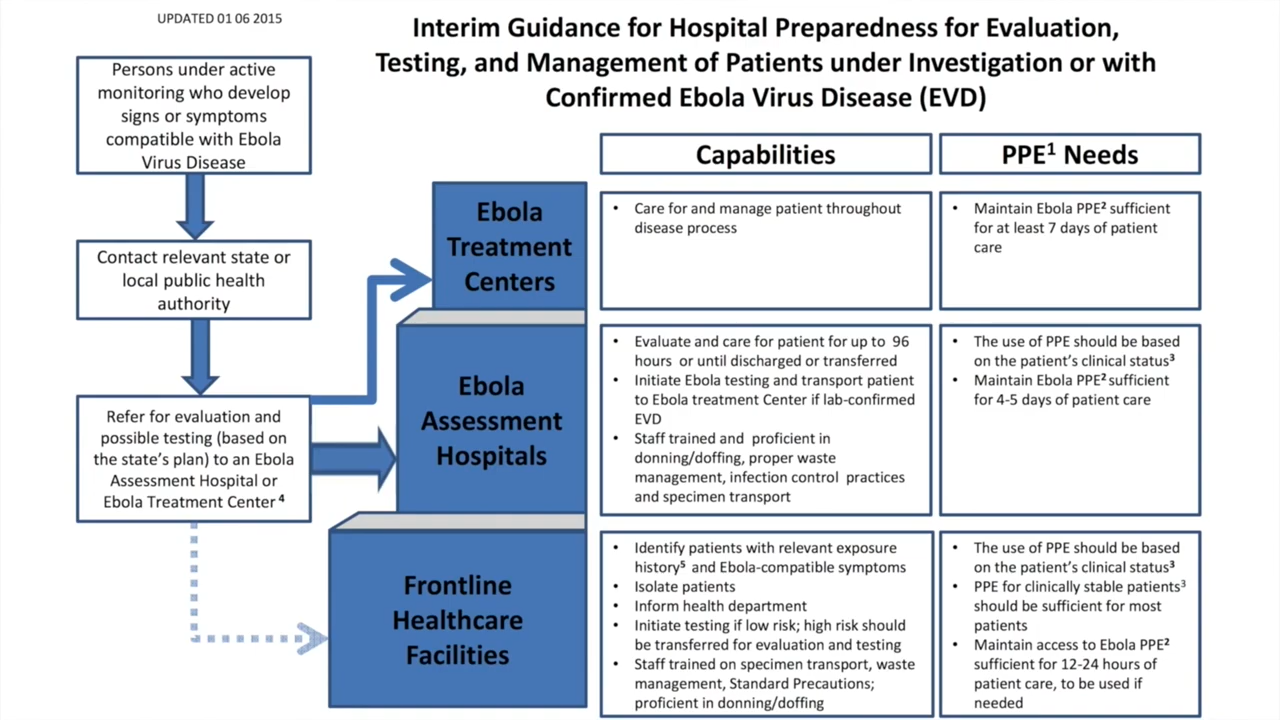 UPDATED 01 06 2015
Interim Guidance for Hospital Preparedness for Evaluation,
Testing, and Management of Patients under Investigation or with
Confirmed Ebola Virus Disease (EVD)
Persons under active
monitoring who develop
signs or symptoms
compatible with Ebola
Virus Disease
Contact relevant state or
local public health
authority
Refer for evaluation and
possible testing (based on
the state's plan) to an Ebola
Assessment Hospital or
Ebola Treatment Center ⁴
Capabilities
PPE¹ Needs
Ebola
Treatment
Centers
• Care for and manage patient throughout
disease process
• Maintain Ebola PPE² sufficient
for at least 7 days of patient
care
Ebola
Assessment
Hospitals
• Evaluate and care for patient for up to 96
hours or until discharged or transferred
• Initiate Ebola testing and transport patient
to Ebola treatment Center if lab-confirmed
EVD
• Staff trained and proficient in
donning/doffing, proper waste
management, infection control practices
and specimen transport
• The use of PPE should be based
on the patient's clinical status³
• Maintain Ebola PPE² sufficient
for 4-5 days of patient care
Frontline
Healthcare
Facilities
• Identify patients with relevant exposure
history⁵ and Ebola-compatible symptoms
• Isolate patients
• Inform health department
• Initiate testing if low risk; high risk should
be transferred for evaluation and testing
• Staff trained on specimen transport, waste
management, Standard Precautions;
proficient in donning/doffing
• The use of PPE should be based
on the patient's clinical status³
• PPE for clinically stable patients³
should be sufficient for most
patients
• Maintain access to Ebola PPE²
sufficient for 12-24 hours of
patient care, to be used if
needed